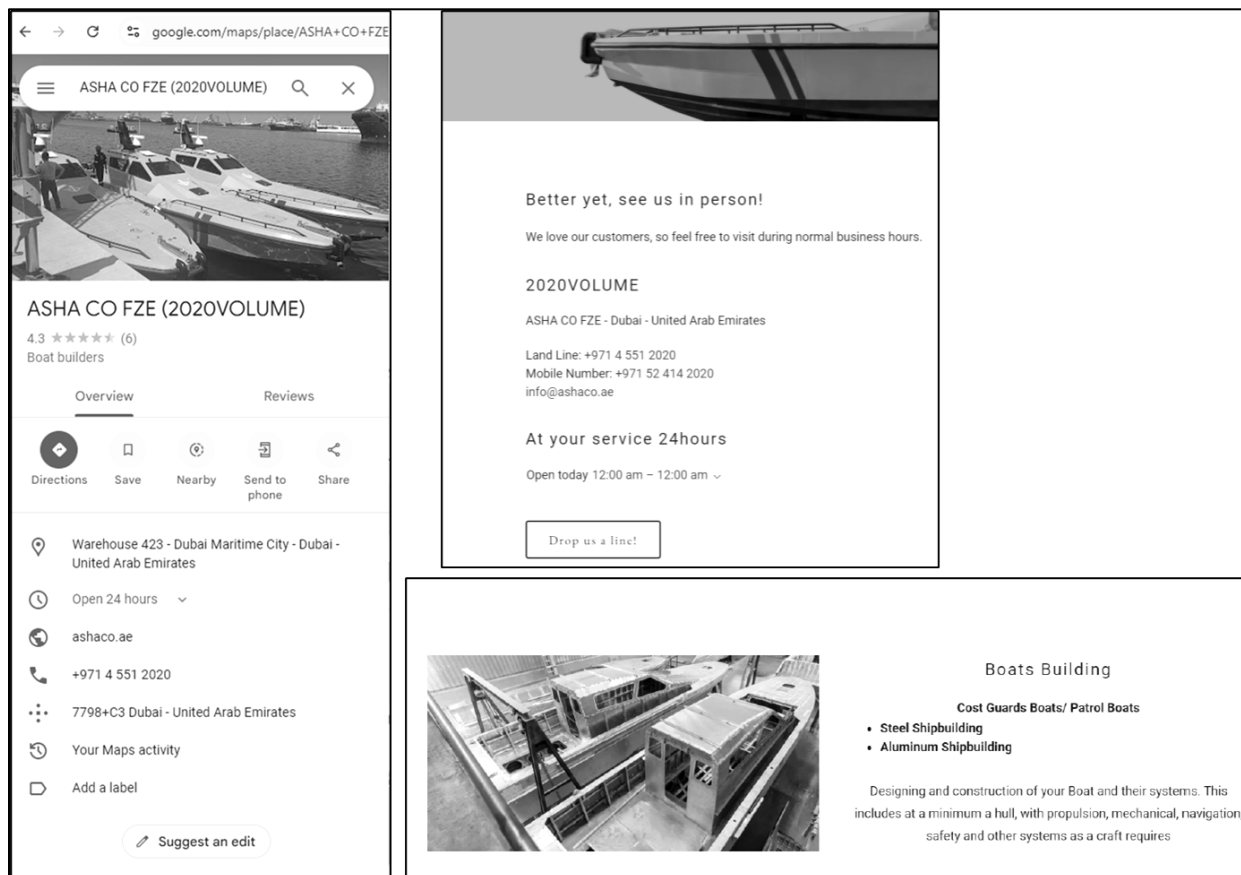 google.com/maps/place/ASHA+CO+FZE
ASHA CO FZE (2020VOLUME)
ASHA CO FZE (2020VOLUME)
4.3 (6)
Boat builders
Overview Reviews
Directions Save Nearby Send to phone Share
Warehouse 423 - Dubai Maritime City - Dubai -
United Arab Emirates
Open 24 hours
ashaco.ae
+971 4 551 2020
7798+C3 Dubai - United Arab Emirates
Your Maps activity
Add a label
Suggest an edit
Better yet, see us in person!
We love our customers, so feel free to visit during normal business hours.
2020VOLUME
ASHA CO FZE - Dubai - United Arab Emirates
Land Line: +971 4 551 2020
Mobile Number: +971 52 414 2020
info@ashaco.ae
At your service 24hours
Open today 12:00 am – 12:00 am
Drop us a line!
Boats Building
Cost Guards Boats/ Patrol Boats
• Steel Shipbuilding
• Aluminum Shipbuilding
Designing and construction of your Boat and their systems. This
includes at a minimum a hull, with propulsion, mechanical, navigation,
safety and other systems as a craft requires